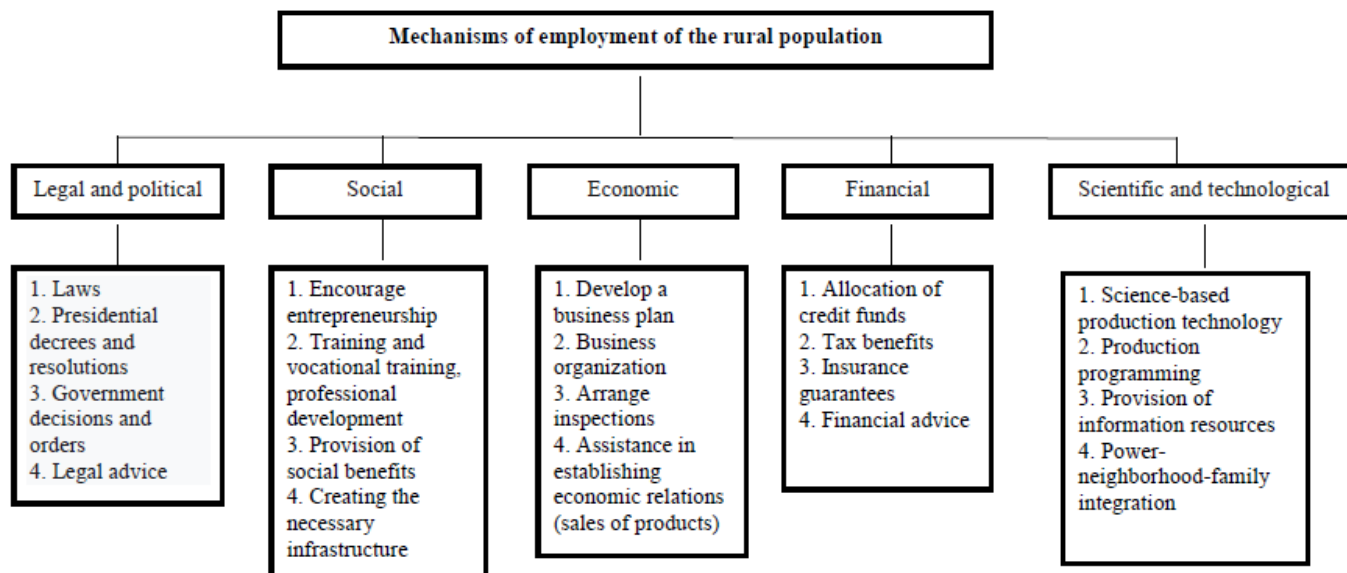 Mechanisms of employment of the rural population
Legal and political
Social
Economic
Financial
Scientific and technological
1. Laws
2. Presidential
decrees and
resolutions
3. Government
decisions and
orders
4. Legal advice
1. Encourage
entrepreneurship
2. Training and
vocational training,
professional
development
3. Provision of
social benefits
4. Creating the
necessary
infrastructure
1. Develop a
business plan
2. Business
organization
3. Arrange
inspections
4. Assistance in
establishing
economic relations
(sales of products)
1. Allocation of
credit funds
2. Tax benefits
3. Insurance
guarantees
4. Financial advice
1. Science-based
production technology
2. Production
programming
3. Provision of
information resources
4. Power-
neighborhood-family
integration